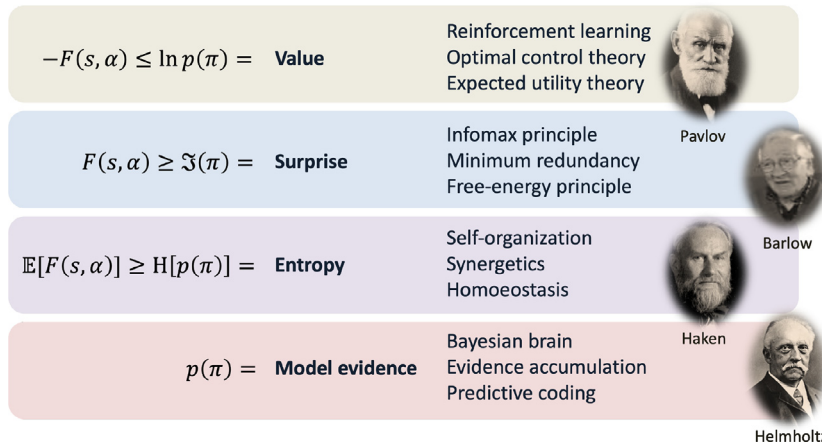 −F(s, α) ≤ ln p(π) = Value
Reinforcement learning
Optimal control theory
Expected utility theory
Pavlov
F(s, α) ≥ ℑ(π) = Surprise
Infomax principle
Minimum redundancy
Free-energy principle
Barlow
𝔼[F(s, α)] ≥ H[p(π)] = Entropy
Self-organization
Synergetics
Homoeostasis
Haken
p(π) = Model evidence
Bayesian brain
Evidence accumulation
Predictive coding
Helmholt